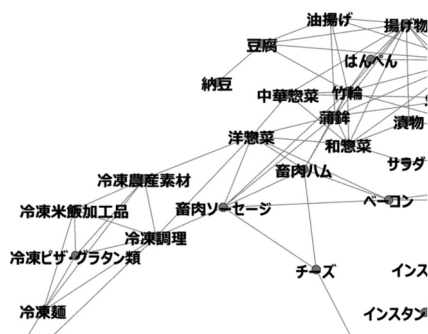 油揚げ
揚げ物
豆腐
はんぺん
納豆
中華惣菜
竹輪
蒲鉾
漬物
洋惣菜
和惣菜
サラダ
畜肉ハム
冷凍農産素材
ベーコン
冷凍米飯加工品
畜肉ソーセージ
冷凍調理
冷凍ピザ・グラタン類
チーズ
インス
冷凍麺
インスタン